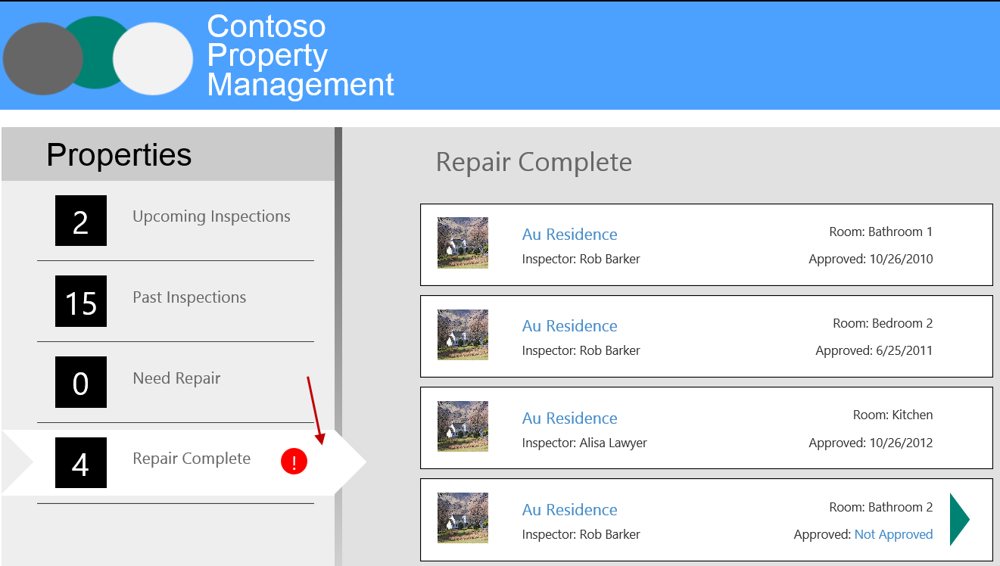 Contoso
Property
Management
Properties
2
Upcoming Inspections
15
Past Inspections
0
Need Repair
4
Repair Complete
!
Repair Complete
Au Residence
Room: Bathroom 1
Inspector: Rob Barker
Approved: 10/26/2010
Au Residence
Room: Bedroom 2
Inspector: Rob Barker
Approved: 6/25/2011
Au Residence
Room: Kitchen
Inspector: Alisa Lawyer
Approved: 10/26/2012
Au Residence
Room: Bathroom 2
Inspector: Rob Barker
Approved: Not Approved